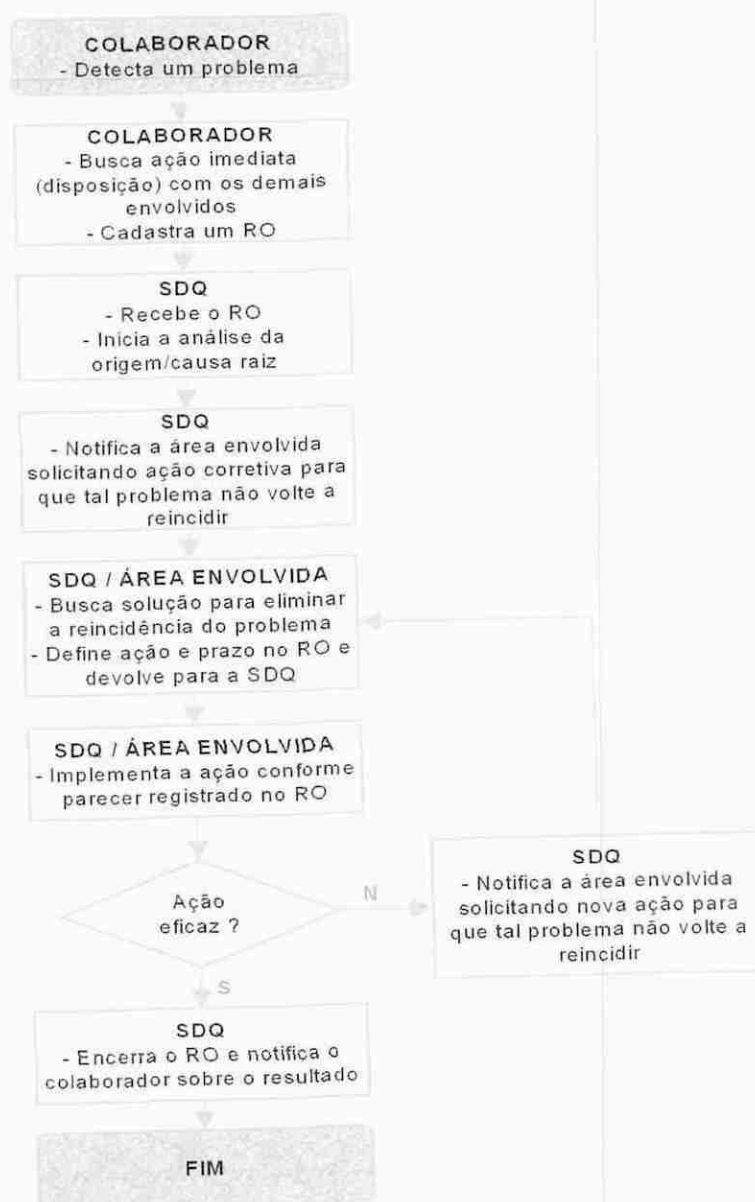 COLABORADOR
- Detecta um problema
COLABORADOR
- Busca ação imediata
(disposição) com os demais
envolvidos
- Cadastra um RO
SDQ
- Recebe o RO
- Inicia a análise da
origem/causa raiz
SDQ
- Notifica a área envolvida
solicitando ação corretiva para
que tal problema não volte a
reincidir
SDQ / ÁREA ENVOLVIDA
- Busca solução para eliminar
a reincidência do problema
- Define ação e prazo no RO e
devolve para a SDQ
SDQ / ÁREA ENVOLVIDA
- Implementa a ação conforme
parecer registrado no RO
Ação
eficaz ?
N
SDQ
- Notifica a área envolvida
solicitando nova ação para
que tal problema não volte a
reincidir
S
SDQ
- Encerra o RO e notifica o
colaborador sobre o resultado
FIM